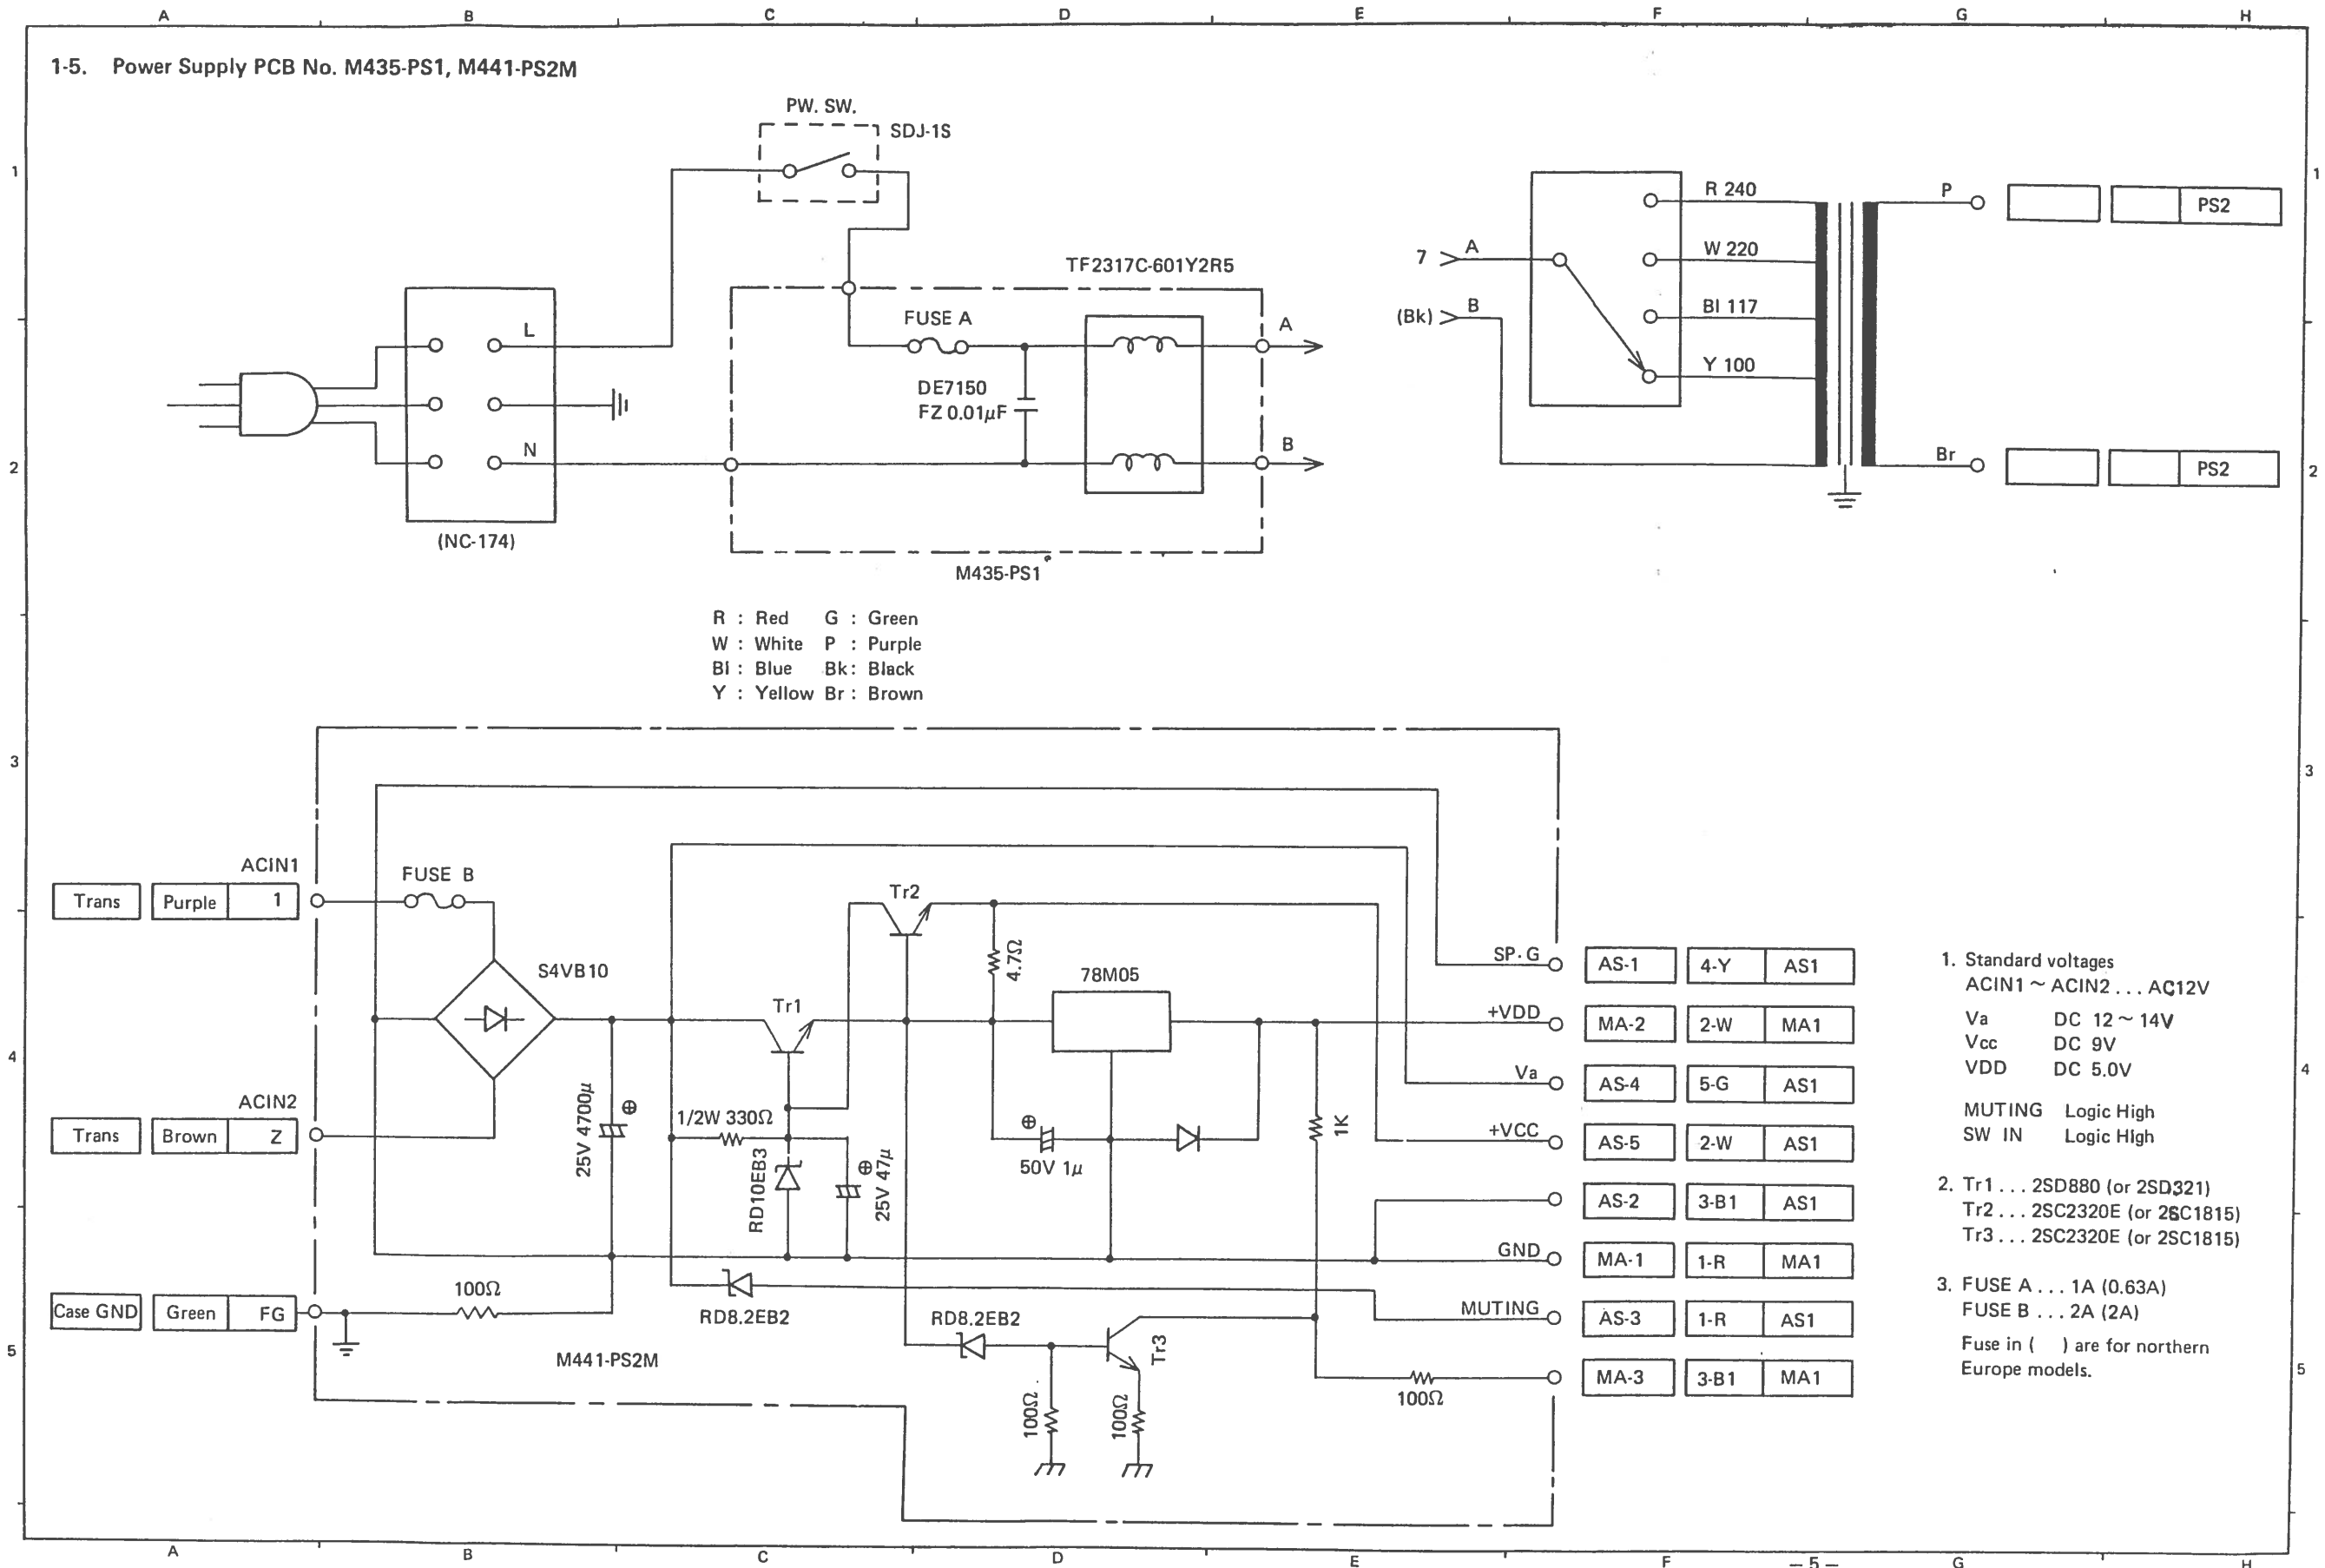 A B C D E F G H
1-5. Power Supply PCB No. M435-PS1, M441-PS2M
PW. SW.
SDJ-1S
1
1
R 240
P
PS2
W 220
7
A
TF2317C-601Y2R5
BI 117
(Bk)
B
FUSE A
A
L
Y 100
DE7150
FZ 0.01μF
B
N
Br
PS2
2
2
(NC-174)
M435-PS1
R : Red G : Green
W : White P : Purple
BI : Blue Bk : Black
Y : Yellow Br : Brown
3
3
ACIN1
FUSE B
Trans Purple 1
Tr2
S4VB10
4.7Ω
78M05
Tr1
SP.G
AS-1 4-Y AS1
+VDD
MA-2 2-W MA1
4
4
Va
AS-4 5-G AS1
ACIN2
Trans Brown Z
25V 4700μ
⊕
1/2W 330Ω
RD10EB3
⊕
25V 47μ
⊕
50V 1μ
1K
+VCC
AS-5 2-W AS1
AS-2 3-B1 AS1
GND
MA-1 1-R MA1
100Ω
Case GND Green FG
RD8.2EB2
RD8.2EB2
Tr3
MUTING
AS-3 1-R AS1
5
5
M441-PS2M
100Ω
100Ω
100Ω
MA-3 3-B1 MA1
1. Standard voltages
ACIN1 ~ ACIN2 ... AC12V
Va DC 12 ~ 14V
Vcc DC 9V
VDD DC 5.0V
MUTING Logic High
SW IN Logic HIgh
2. Tr1 ... 2SD880 (or 2SD321)
Tr2 ... 2SC2320E (or 2SC1815)
Tr3 ... 2SC2320E (or 2SC1815)
3. FUSE A ... 1A (0.63A)
FUSE B ... 2A (2A)
Fuse in ( ) are for northern
Europe models.
A B C D E F – 5 – G H